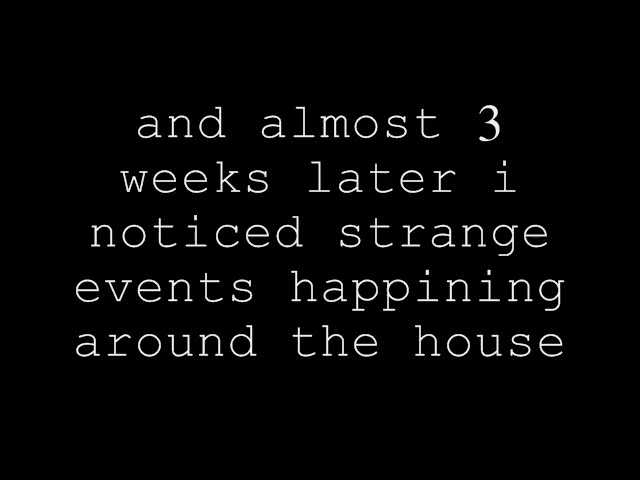 and almost 3
weeks later i
noticed strange
events happining
around the house